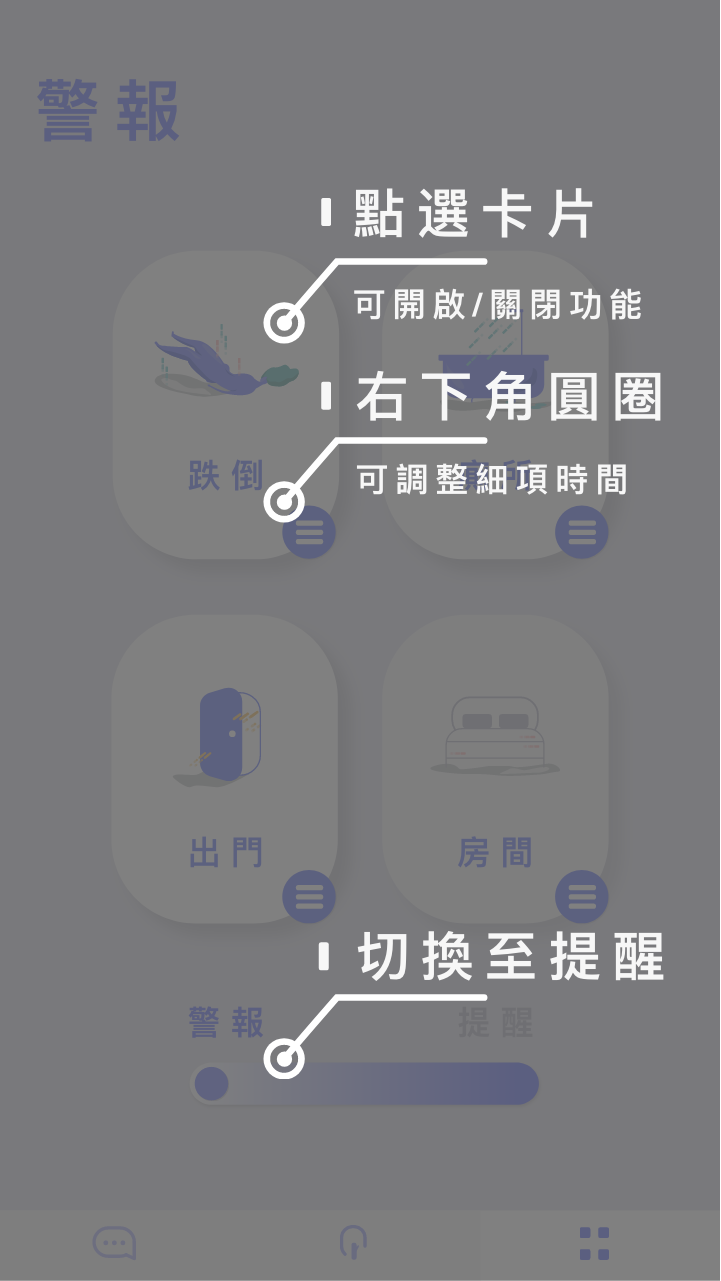 警報
點選卡片
可開啟/關閉功能
右下角圓圈
可調整細項時間
跌倒
廁所
出門
房間
切換至提醒
警報
提醒